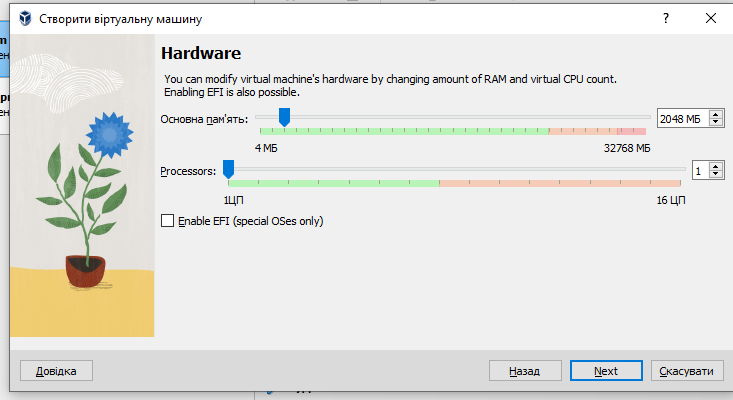 Створити віртуальну машину
Hardware
You can modify virtual machine's hardware by changing amount of RAM and virtual CPU count.
Enabling EFI is also possible.
Основна пам'ять:
2048 МБ
4 МБ
32768 МБ
Processors:
1
1ЦП
16 ЦП
Enable EFI (special OSes only)
Довідка
Назад
Next
Скасувати